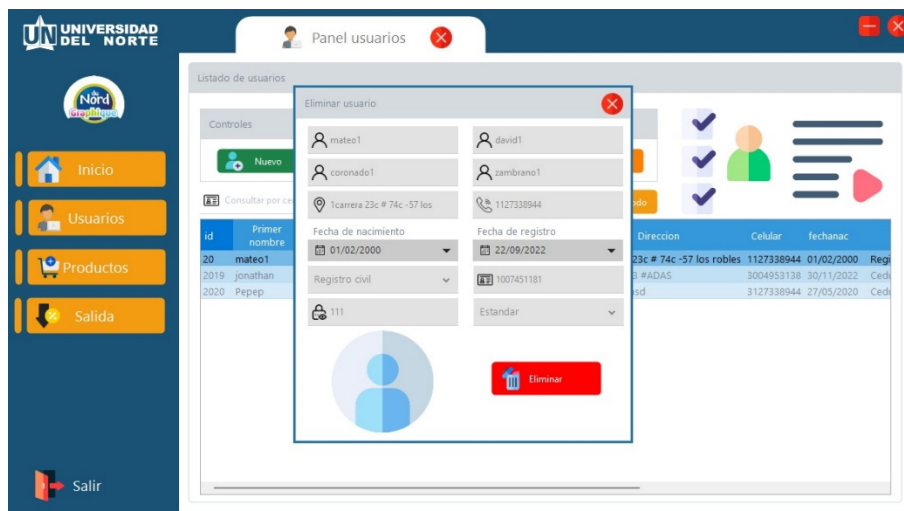 UN UNIVERSIDAD
DEL NORTE
Panel usuarios
Nord
Graphique
Inicio
Usuarios
Productos
Salida
Salir
Listado de usuarios
Controles
Nuevo
Consultar por
Eliminar usuario
mateo1
david1
coronado1
zambrano1
1carrera 23c # 74c -57 los
1127338944
Fecha de nacimiento
Fecha de registro
01/02/2000
22/09/2022
Registro civil
1007451181
111
Estandar
Eliminar
id Primer nombre Direccion Celular fechanac
20 mateo1 23c # 74c -57 los robles 1127338944 01/02/2000 Regi
2019 jonathan 3 #ADAS 3004953138 30/11/2022 Cedu
2020 Pepep asd 3127338944 27/05/2020 Cedu